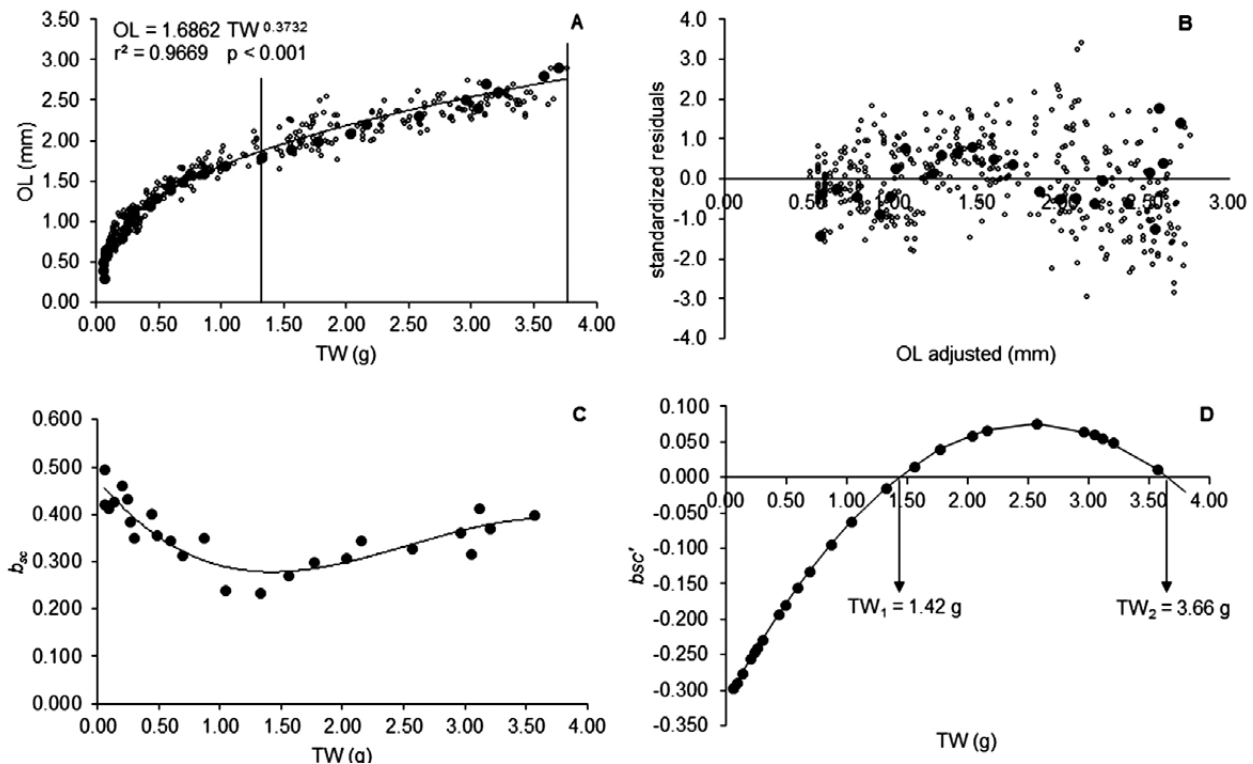 A
OL = 1.6862 TW 0.3732
r² = 0.9669 p < 0.001
3.50
3.00
2.50
2.00
1.50
1.00
0.50
0.00
OL (mm)
0.00 0.50 1.00 1.50 2.00 2.50 3.00 3.50 4.00
TW (g)
B
4.0
3.0
2.0
1.0
0.0
-1.0
-2.0
-3.0
-4.0
standardized residuals
0.00 0.50 1.00 1.50 2.00 2.50 3.00
OL adjusted (mm)
C
0.600
0.500
0.400
0.300
0.200
0.100
0.000
bsc
0.00 0.50 1.00 1.50 2.00 2.50 3.00 3.50 4.00
TW (g)
D
0.100
0.050
0.000
-0.050
-0.100
-0.150
-0.200
-0.250
-0.300
-0.350
bsc'
0.00 0.50 1.00 1.50 2.00 2.50 3.00 3.50 4.00
TW1 = 1.42 g
TW2 = 3.66 g
TW (g)